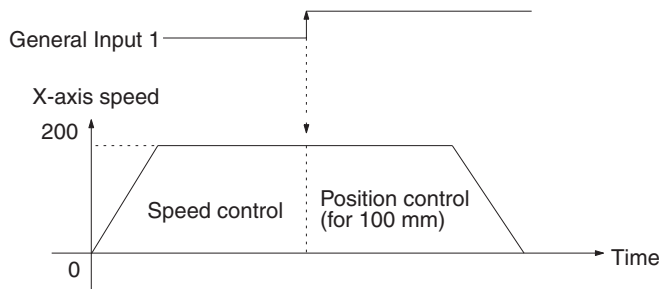 General Input 1
X-axis speed
200
Speed control
Position control
(for 100 mm)
Time
0